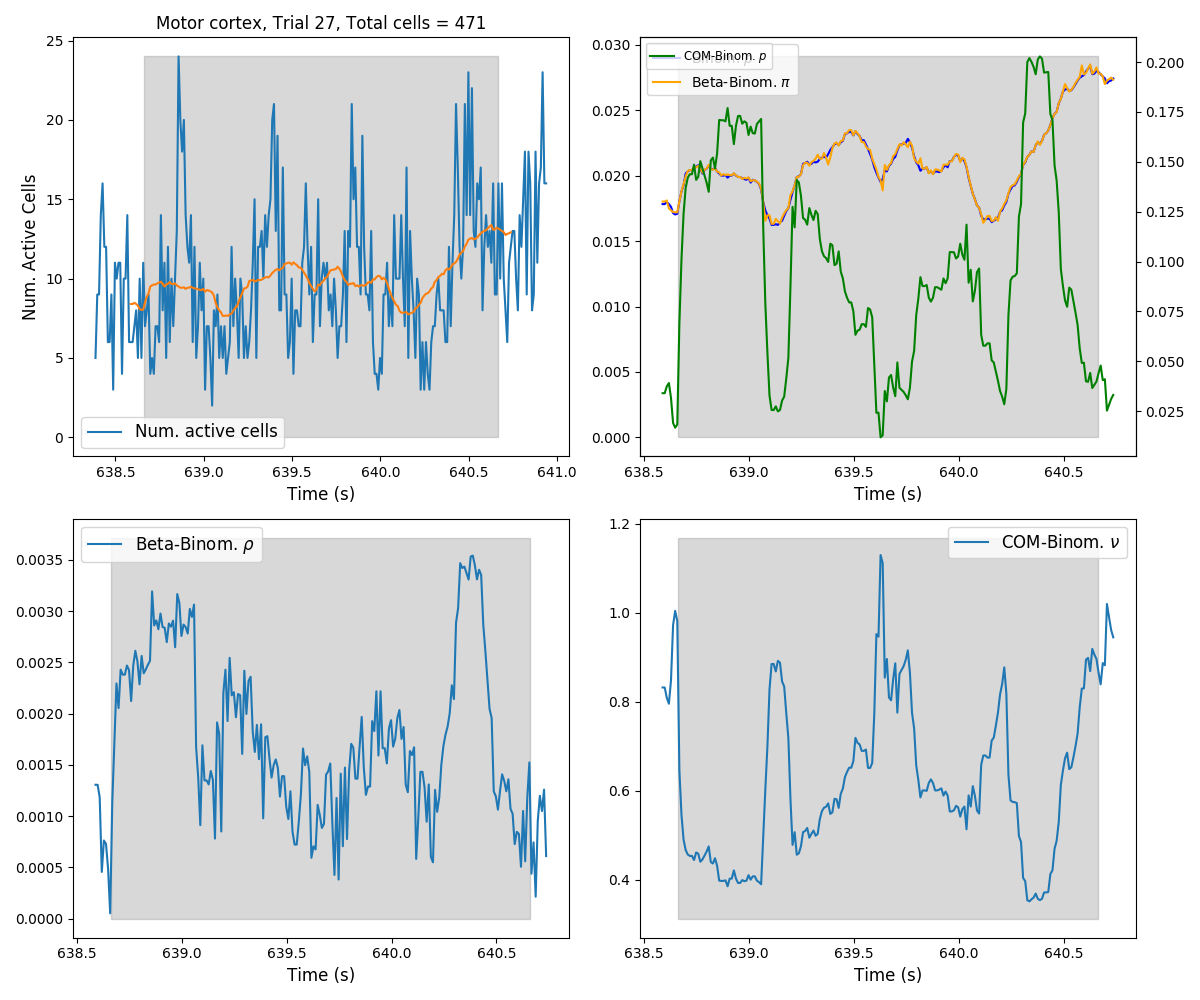 Motor cortex, Trial 27, Total cells = 471
Num. Active Cells
25
20
15
10
5
0
Num. active cells
638.5 639.0 639.5 640.0 640.5 641.0
Time (s)
0.030
0.025
0.020
0.015
0.010
0.005
0.000
COM-Binom. p
Beta-Binom. π
0.200
0.175
0.150
0.125
0.100
0.075
0.050
0.025
638.5 639.0 639.5 640.0 640.5
Time (s)
Beta-Binom. ρ
0.0035
0.0030
0.0025
0.0020
0.0015
0.0010
0.0005
0.0000
638.5 639.0 639.5 640.0 640.5
Time (s)
COM-Binom. ν
1.2
1.0
0.8
0.6
0.4
638.5 639.0 639.5 640.0 640.5
Time (s)